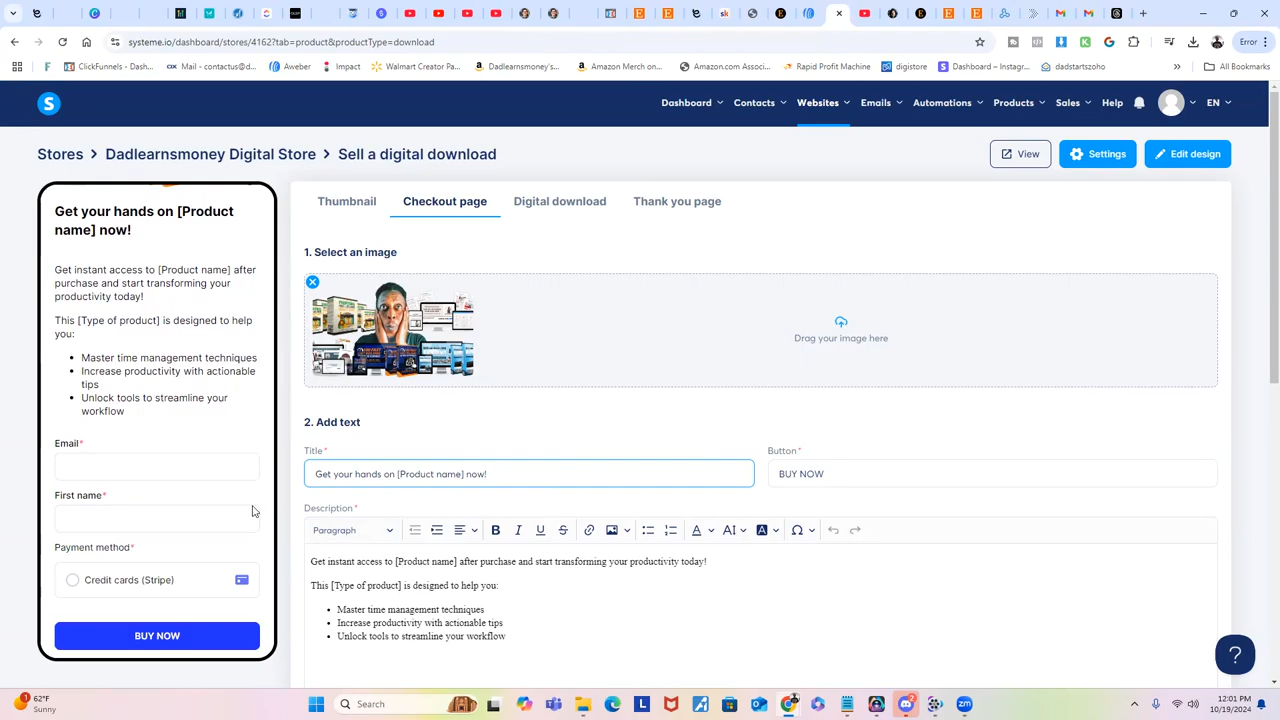 systeme.io/dashboard/stores/4162?tab=product&productType=download
Error
ClickFunnels - Dash...
Mail - contactus@d...
Aweber
Impact
Walmart Creator Pa...
Dadlearnsmoney's...
Amazon Merch on...
Amazon.com Associ...
Rapid Profit Machine
digistore
Dashboard – Instagr...
dadstartszoho
All Bookmarks
Dashboard
Contacts
Websites
Emails
Automations
Products
Sales
Help
EN
Stores > Dadlearnsmoney Digital Store > Sell a digital download
View
Settings
Edit design
Get your hands on [Product
name] now!
Get instant access to [Product name] after
purchase and start transforming your
productivity today!
This [Type of product] is designed to help
you:
• Master time management techniques
• Increase productivity with actionable
tips
• Unlock tools to streamline your
workflow
Email*
First name*
Payment method*
Credit cards (Stripe)
BUY NOW
Thumbnail
Checkout page
Digital download
Thank you page
1. Select an image
Drag your image here
2. Add text
Title*
Button*
Get your hands on [Product name] now!
BUY NOW
Description*
Paragraph
Get instant access to [Product name] after purchase and start transforming your productivity today!
This [Type of product] is designed to help you:
• Master time management techniques
• Increase productivity with actionable tips
• Unlock tools to streamline your workflow
62°F
Sunny
Search
12:01 PM
10/19/2024